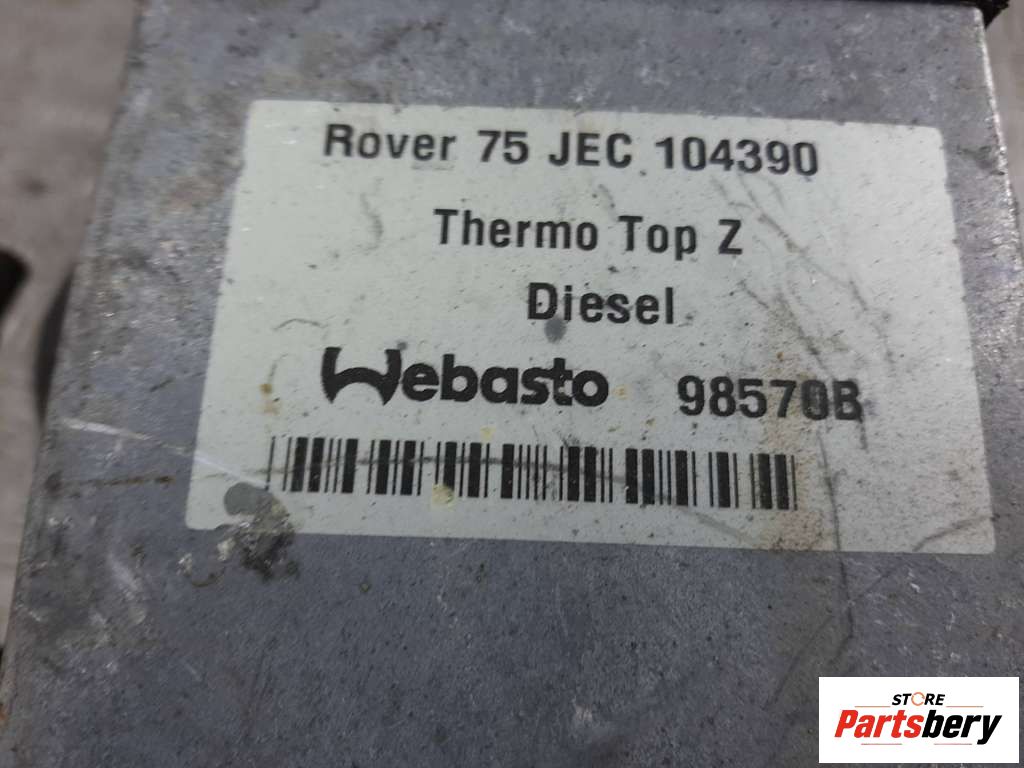 Rover 75 JEC 104390
Thermo Top Z
Diesel
Webasto 98570B
STORE
Partsbery